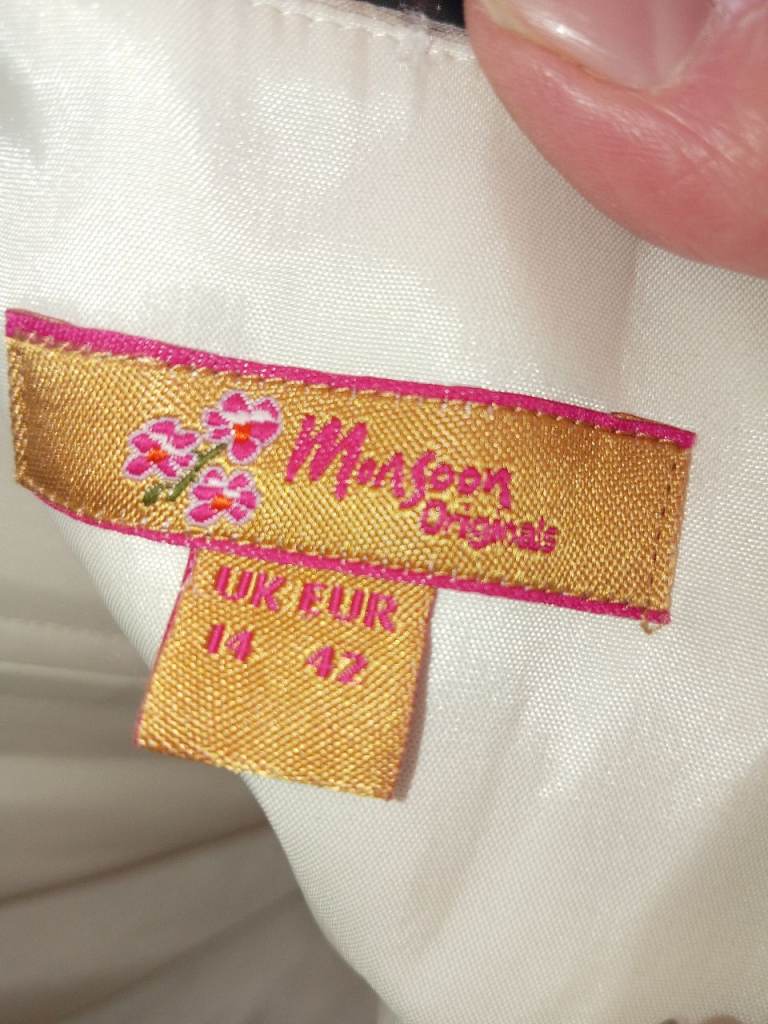 Monsoon
Originals
UK EUR
14 42